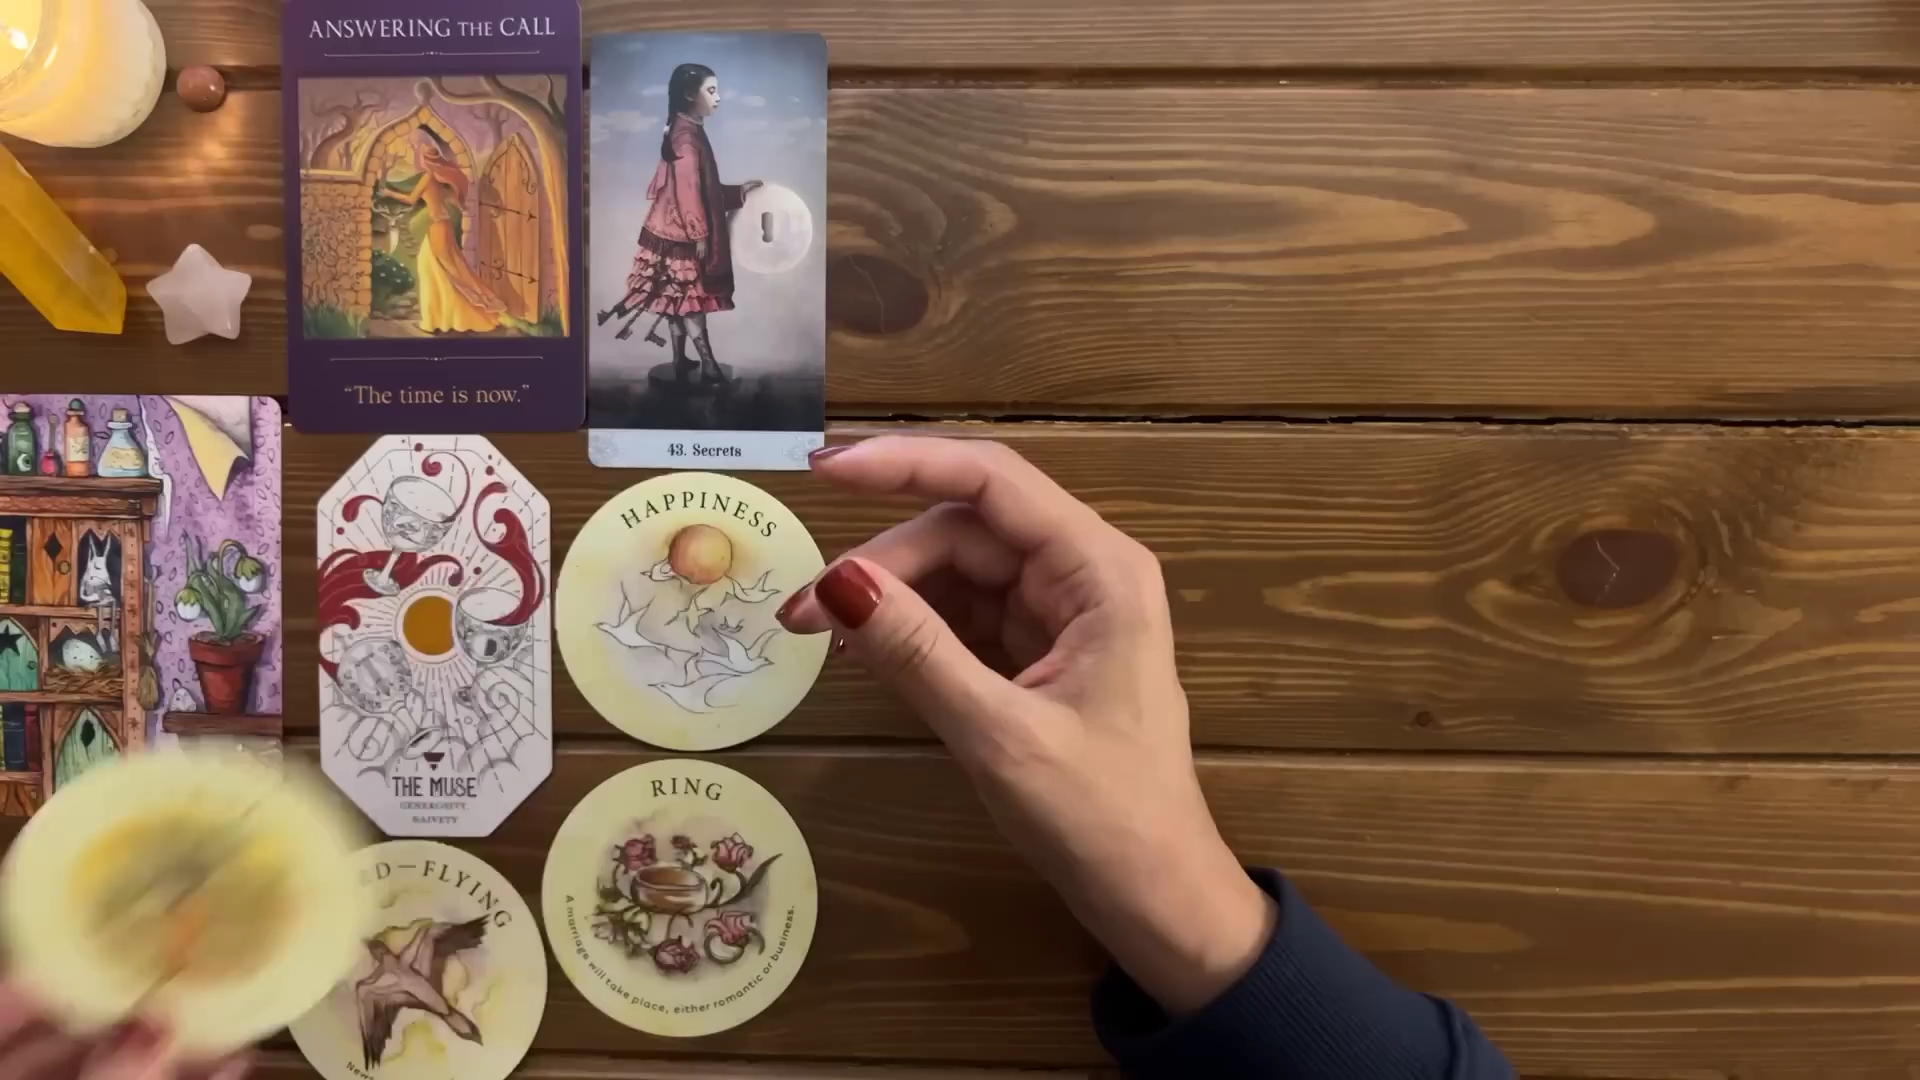 ANSWERING THE CALL
"The time is now."
43. Secrets
HAPPINESS
THE MUSE
GENEROSITY,
NAIVETY
RING
A marriage will take place, either romantic or business.
D—FLYING